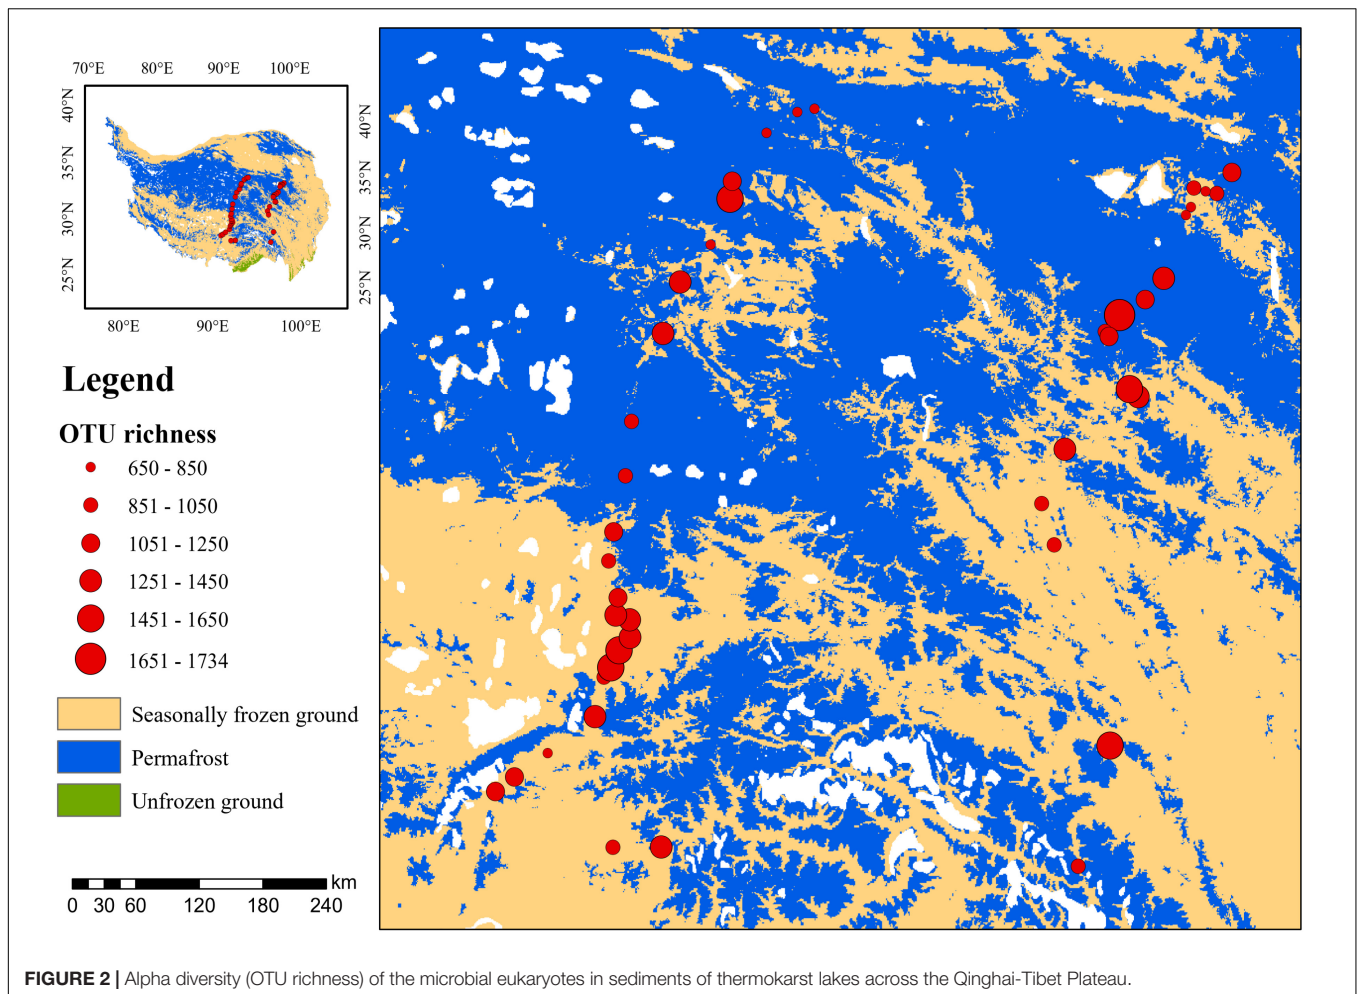 70°E 80°E 90°E 100°E
40°N
35°N
30°N
25°N
40°N
35°N
30°N
25°N
80°E 90°E 100°E
Legend
OTU richness
650 - 850
851 - 1050
1051 - 1250
1251 - 1450
1451 - 1650
1651 - 1734
Seasonally frozen ground
Permafrost
Unfrozen ground
km
0 30 60 120 180 240
FIGURE 2 | Alpha diversity (OTU richness) of the microbial eukaryotes in sediments of thermokarst lakes across the Qinghai-Tibet Plateau.